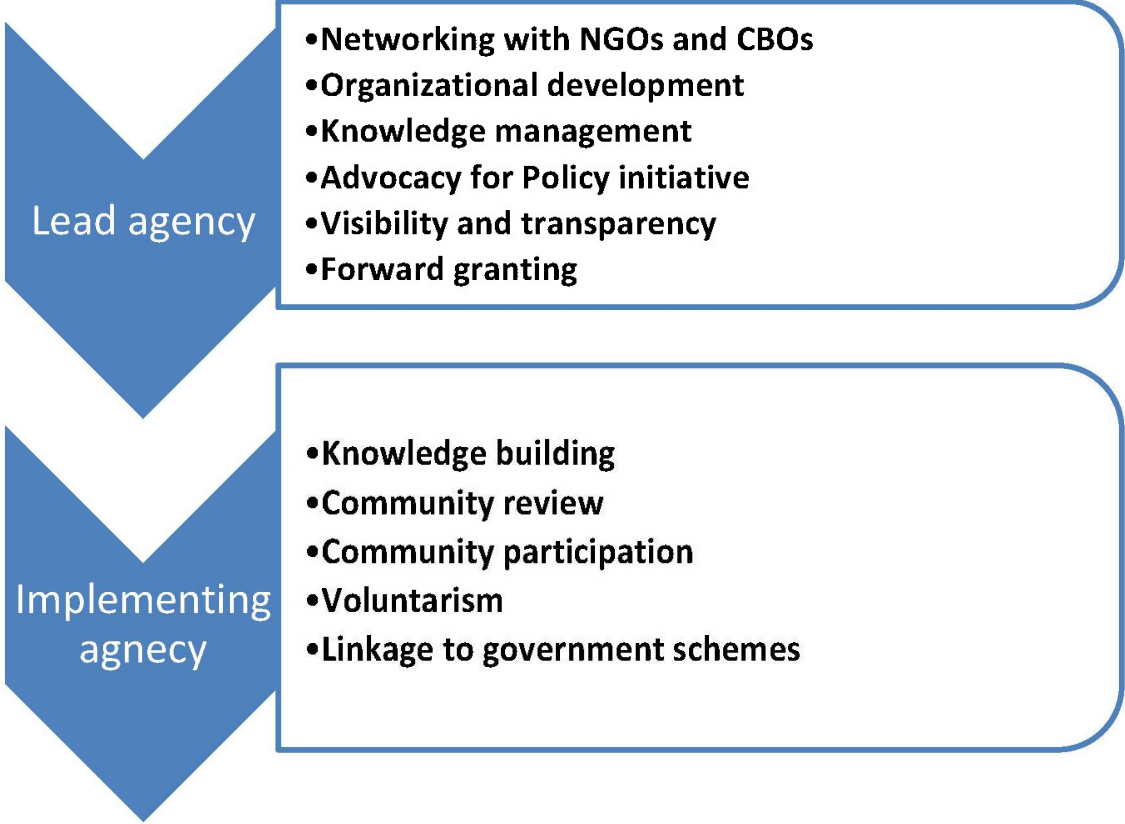 Lead agency
•Networking with NGOs and CBOs
•Organizational development
•Knowledge management
•Advocacy for Policy initiative
•Visibility and transparency
•Forward granting
Implementing
agnecy
•Knowledge building
•Community review
•Community participation
•Voluntarism
•Linkage to government schemes